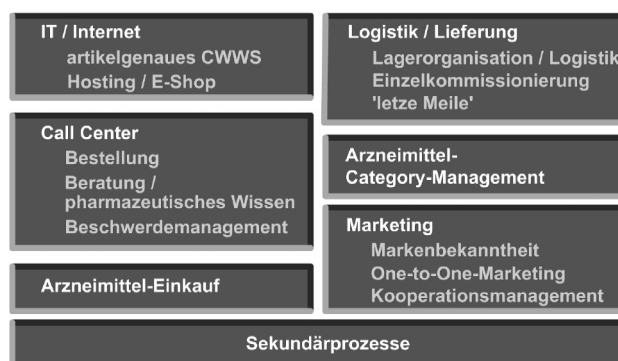 IT / Internet
artikelgenaues CWWS
Hosting / E-Shop
Call Center
Bestellung
Beratung /
pharmazeutisches Wissen
Beschwerdemanagement
Arzneimittel-Einkauf
Logistik / Lieferung
Lagerorganisation / Logistik
Einzelkommissionierung
'letze Meile'
Arzneimittel-
Category-Management
Marketing
Markenbekanntheit
One-to-One-Marketing
Kooperationsmanagement
Sekundärprozesse